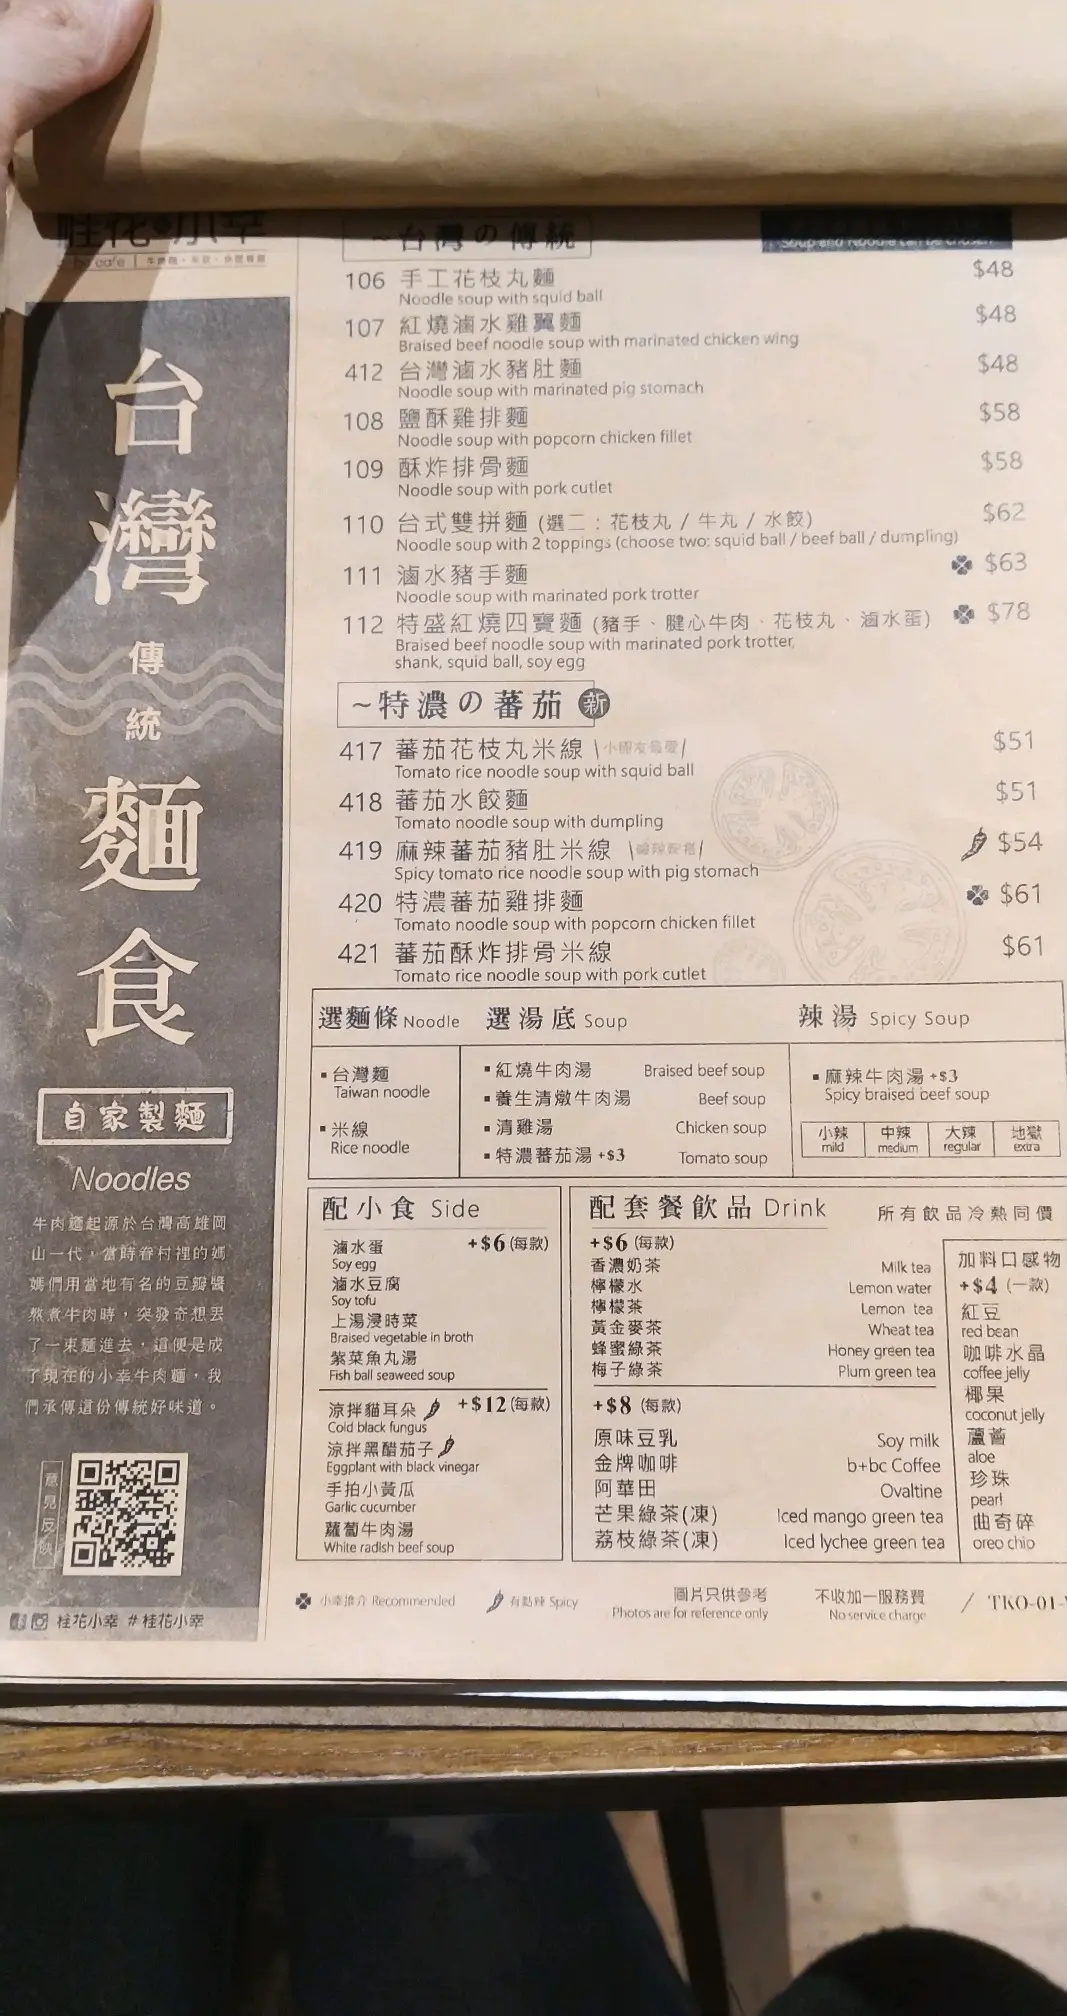 桂花小幸
cafe
~台灣の傳統
Soup and Noodle can be chosen
106 手工花枝丸麵 $48
Noodle soup with squid ball
107 紅燒滷水雞翼麵 $48
Braised beef noodle soup with marinated chicken wing
412 台灣滷水豬肚麵 $48
Noodle soup with marinated pig stomach
108 鹽酥雞排麵 $58
Noodle soup with popcorn chicken fillet
109 酥炸排骨麵 $58
Noodle soup with pork cutlet
110 台式雙拼麵 (選二：花枝丸 / 牛丸 / 水餃) $62
Noodle soup with 2 toppings (choose two: squid ball / beef ball / dumpling)
111 滷水豬手麵 $63
Noodle soup with marinated pork trotter
112 特盛紅燒四寶麵 (豬手、腱心牛肉、花枝丸、滷水蛋) $78
Braised beef noodle soup with marinated pork trotter,
shank, squid ball, soy egg
~特濃の蕃茄 新
417 蕃茄花枝丸米線 \小朋友最愛/ $51
Tomato rice noodle soup with squid ball
418 蕃茄水餃麵 $51
Tomato noodle soup with dumpling
419 麻辣蕃茄豬肚米線 $54
Spicy tomato rice noodle soup with pig stomach
420 特濃蕃茄雞排麵 $61
Tomato noodle soup with popcorn chicken fillet
421 蕃茄酥炸排骨米線 $61
Tomato rice noodle soup with pork cutlet
選麵條 Noodle
▪台灣麵
Taiwan noodle
▪米線
Rice noodle
選湯底 Soup
▪紅燒牛肉湯 Braised beef soup
▪養生清燉牛肉湯 Beef soup
▪清雞湯 Chicken soup
▪特濃蕃茄湯 +$3 Tomato soup
辣湯 Spicy Soup
▪麻辣牛肉湯 +$3
Spicy braised beef soup
小辣 中辣 大辣 地獄
mild medium regular extra
配小食 Side
滷水蛋 +$6 (每款)
Soy egg
滷水豆腐
Soy tofu
上湯浸時菜
Braised vegetable in broth
紫菜魚丸湯
Fish ball seaweed soup
涼拌貓耳朵 +$12 (每款)
Cold black fungus
涼拌黑醋茄子
Eggplant with black vinegar
手拍小黃瓜
Garlic cucumber
蘿蔔牛肉湯
White radish beef soup
配套餐飲品 Drink 所有飲品冷熱同價
+$6 (每款)
香濃奶茶 Milk tea
檸檬水 Lemon water
檸檬茶 Lemon tea
黃金麥茶 Wheat tea
蜂蜜綠茶 Honey green tea
梅子綠茶 Plum green tea
+$8 (每款)
原味豆乳 Soy milk
金牌咖啡 b+bc Coffee
阿華田 Ovaltine
芒果綠茶(凍) Iced mango green tea
荔枝綠茶(凍) Iced lychee green tea
加料口感物
+$4 (一款)
紅豆
red bean
咖啡水晶
coffee jelly
椰果
coconut jelly
蘆薈
aloe
珍珠
pearl
曲奇碎
oreo chip
小幸推介 Recommended
有點辣 Spicy
圖片只供參考
Photos are for reference only
不收加一服務費
No service charge
/ TKO-01-
台灣
傳統
麵食
自家製麵
Noodles
牛肉麵起源於台灣高雄岡
山一代，當時眷村裡的媽
媽們用當地有名的豆瓣醬
熬煮牛肉時，突發奇想丟
了一束麵進去，這便是成
了現在的小幸牛肉麵，我
們承傳這份傳統好味道。
意見反映
桂花小幸 #桂花小幸